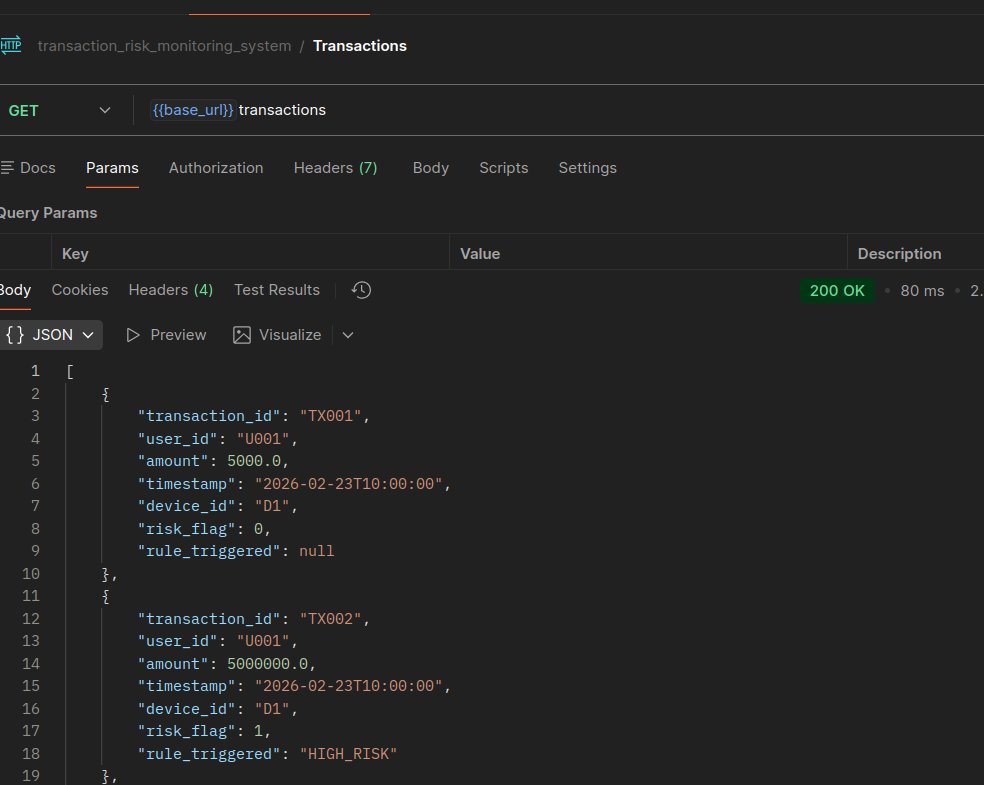 HTTP transaction_risk_monitoring_system / Transactions
GET {{base_url}} transactions
Docs Params Authorization Headers (7) Body Scripts Settings
Query Params
Key Value Description
Body Cookies Headers (4) Test Results 200 OK • 80 ms • 2.
{} JSON Preview Visualize
1 [
2 {
3 "transaction_id": "TX001",
4 "user_id": "U001",
5 "amount": 5000.0,
6 "timestamp": "2026-02-23T10:00:00",
7 "device_id": "D1",
8 "risk_flag": 0,
9 "rule_triggered": null
10 },
11 {
12 "transaction_id": "TX002",
13 "user_id": "U001",
14 "amount": 5000000.0,
15 "timestamp": "2026-02-23T10:00:00",
16 "device_id": "D1",
17 "risk_flag": 1,
18 "rule_triggered": "HIGH_RISK"
19 },